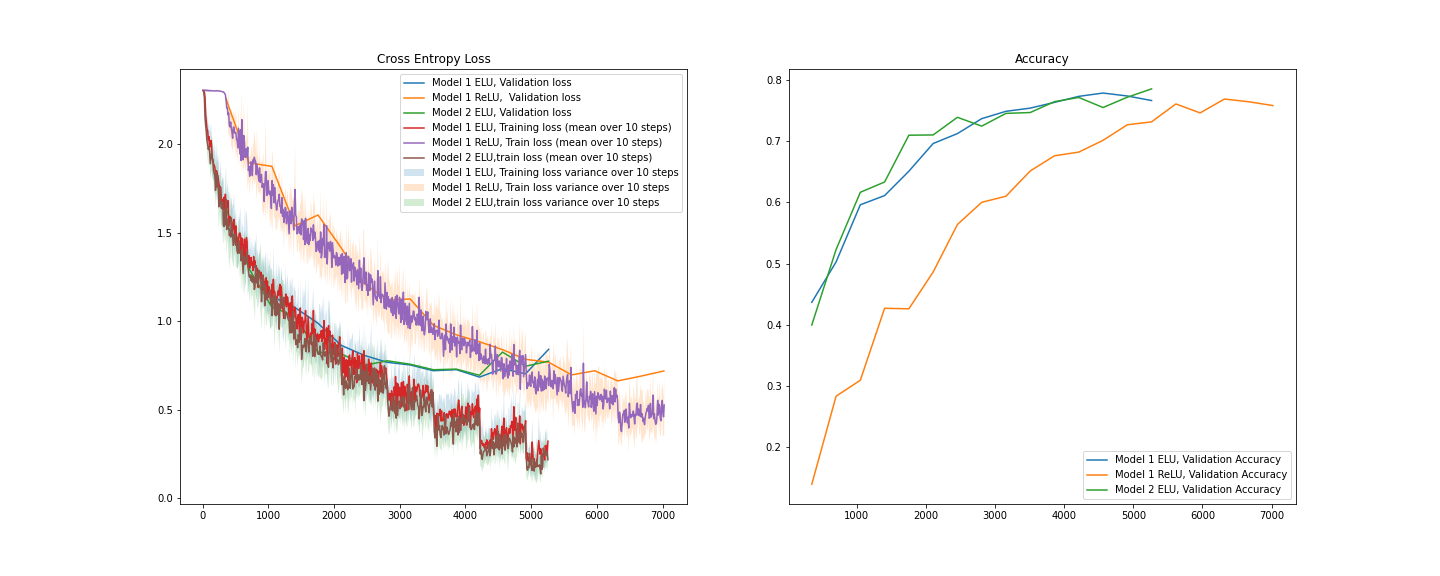 Cross Entropy Loss
Model 1 ELU, Validation loss
Model 1 ReLU,  Validation loss
Model 2 ELU, Validation loss
Model 1 ELU, Training loss (mean over 10 steps)
Model 1 ReLU, Train loss (mean over 10 steps)
Model 2 ELU,train loss (mean over 10 steps)
Model 1 ELU, Training loss variance over 10 steps
Model 1 ReLU, Train loss variance over 10 steps
Model 2 ELU,train loss variance over 10 steps
2.0
1.5
1.0
0.5
0.0
0 1000 2000 3000 4000 5000 6000 7000
Accuracy
0.8
0.7
0.6
0.5
0.4
0.3
0.2
Model 1 ELU, Validation Accuracy
Model 1 ReLU, Validation Accuracy
Model 2 ELU, Validation Accuracy
1000 2000 3000 4000 5000 6000 7000